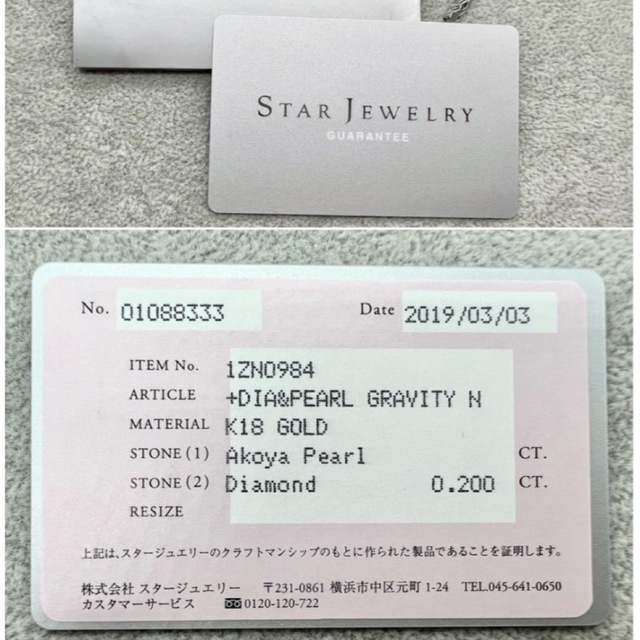 STAR JEWELRY
GUARANTEE
No. 01088333 Date 2019/03/03
ITEM No. 1ZN0984
ARTICLE +DIA&PEARL GRAVITY N
MATERIAL K18 GOLD
STONE (1) Akoya Pearl CT.
STONE (2) Diamond 0.200 CT.
RESIZE
上記は、スタージュエリーのクラフトマンシップのもとに作られた製品であることを証明します。
株式会社 スタージュエリー 〒231-0861 横浜市中区元町 1-24 TEL.045-641-0650
カスタマーサービス 0120-120-722